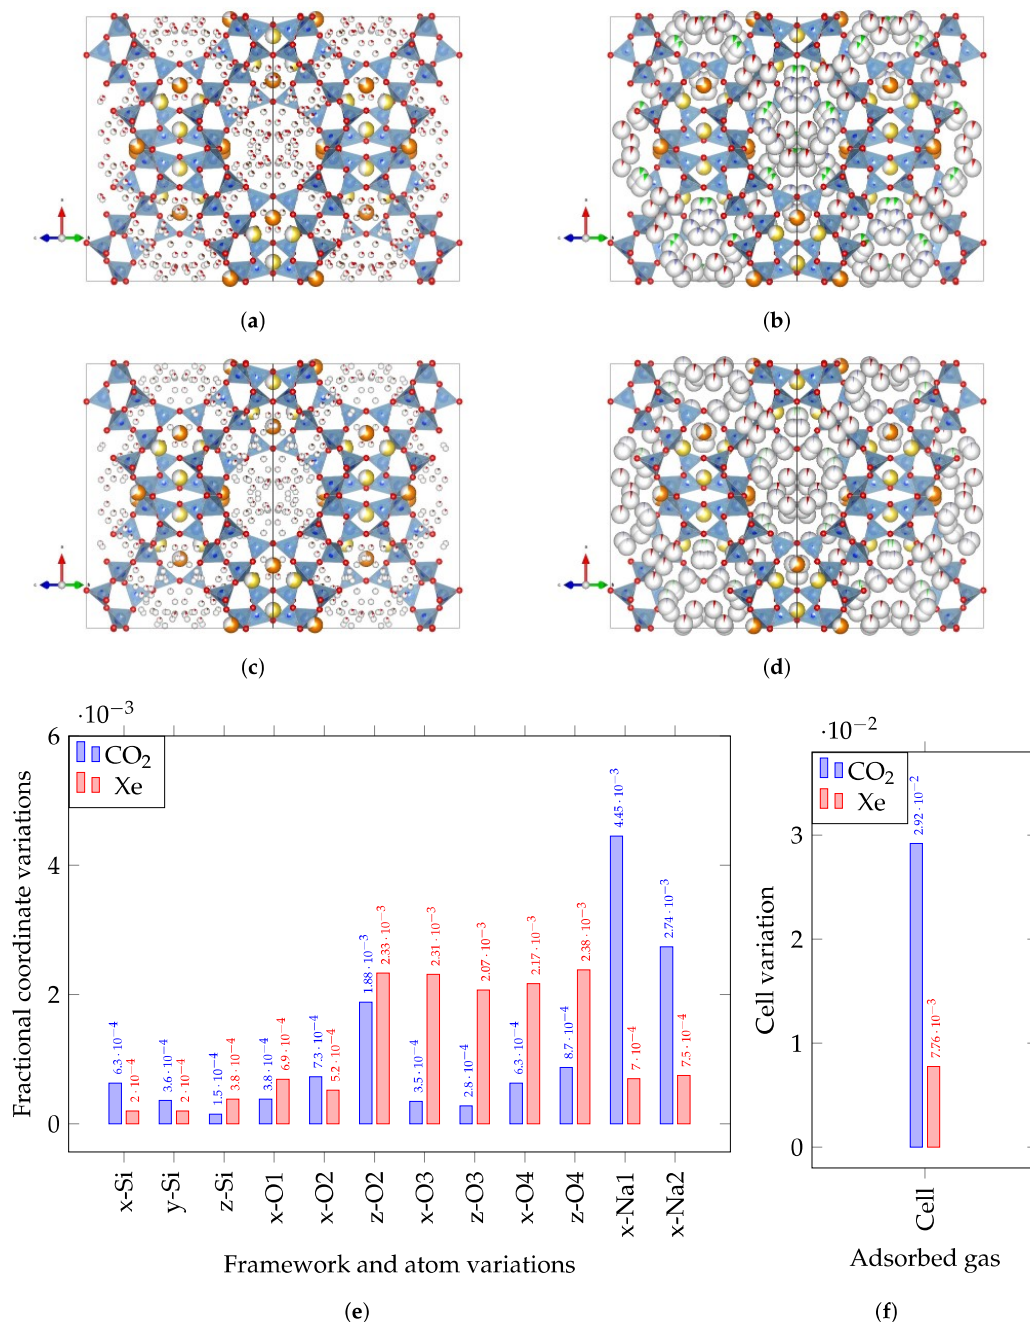 (a)
(b)
(c)
(d)
·10−3
6
4
2
0
Fractional coordinate variations
CO2
Xe
6.3 · 10−4
2 · 10−4
3.6 · 10−4
2 · 10−4
1.5 · 10−4
3.8 · 10−4
3.8 · 10−4
6.9 · 10−4
7.3 · 10−4
5.2 · 10−4
1.88 · 10−3
2.33 · 10−3
3.5 · 10−4
2.31 · 10−3
2.8 · 10−4
2.07 · 10−3
6.3 · 10−4
2.17 · 10−3
8.7 · 10−4
2.38 · 10−3
4.45 · 10−3
7 · 10−4
2.74 · 10−3
7.5 · 10−4
x-Si
y-Si
z-Si
x-O1
x-O2
z-O2
x-O3
z-O3
x-O4
z-O4
x-Na1
x-Na2
Framework and atom variations
(e)
·10−2
3
2
1
0
Cell variation
CO2
Xe
2.92 · 10−2
7.76 · 10−3
Cell
Adsorbed gas
(f)